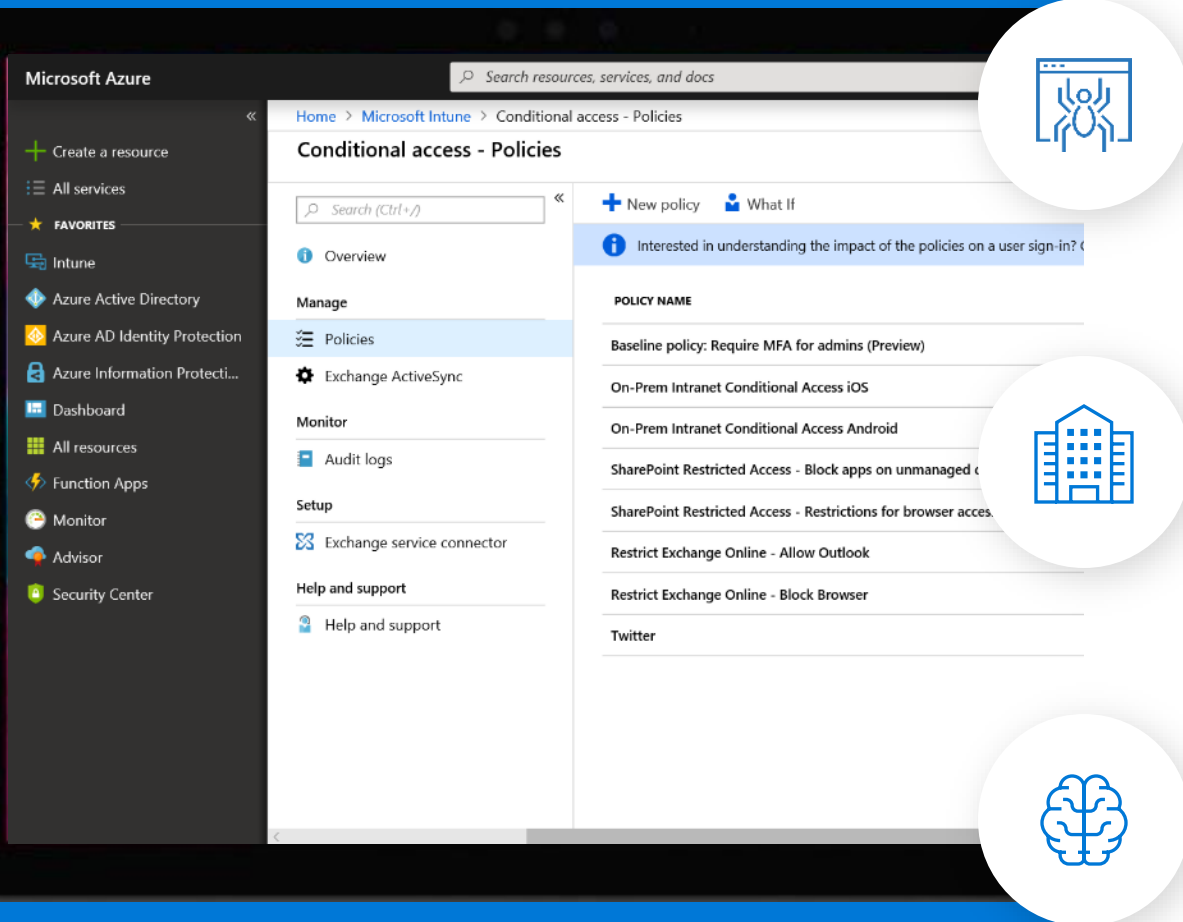 Microsoft Azure
Search resources, services, and docs
Create a resource
All services
FAVORITES
Intune
Azure Active Directory
Azure AD Identity Protection
Azure Information Protecti...
Dashboard
All resources
Function Apps
Monitor
Advisor
Security Center
Home > Microsoft Intune > Conditional access - Policies
Conditional access - Policies
Search (Ctrl+/)
Overview
Manage
Policies
Exchange ActiveSync
Monitor
Audit logs
Setup
Exchange service connector
Help and support
Help and support
New policy What If
Interested in understanding the impact of the policies on a user sign-in?
POLICY NAME
Baseline policy: Require MFA for admins (Preview)
On-Prem Intranet Conditional Access iOS
On-Prem Intranet Conditional Access Android
SharePoint Restricted Access - Block apps on unmanaged
SharePoint Restricted Access - Restrictions for browser
Restrict Exchange Online - Allow Outlook
Restrict Exchange Online - Block Browser
Twitter